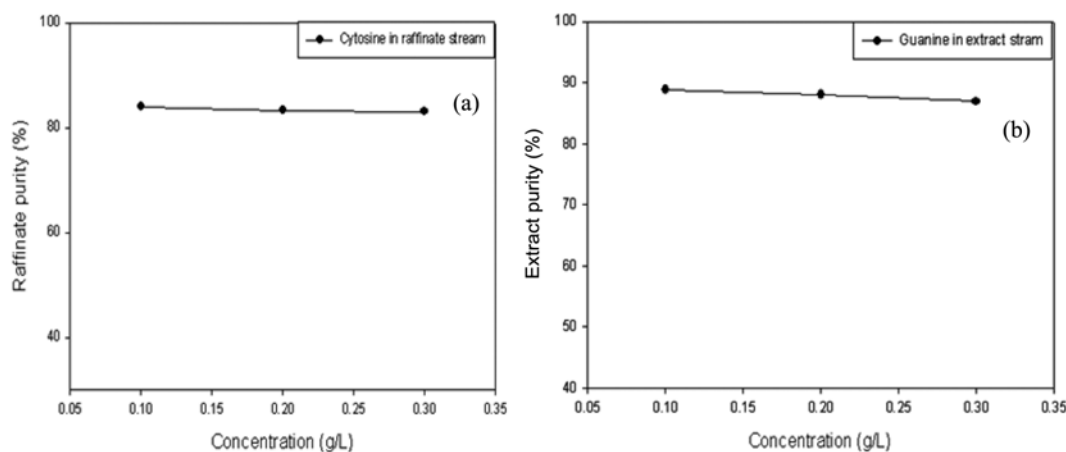 100
80
60
40
0.05 0.10 0.15 0.20 0.25 0.30 0.35
Raffinate purity (%)
Concentration (g/L)
Cytosine in raffinate stream
(a)
100
90
80
70
60
50
40
0.05 0.10 0.15 0.20 0.25 0.30 0.35
Extract purity (%)
Concentration (g/L)
Guanine in extract stram
(b)